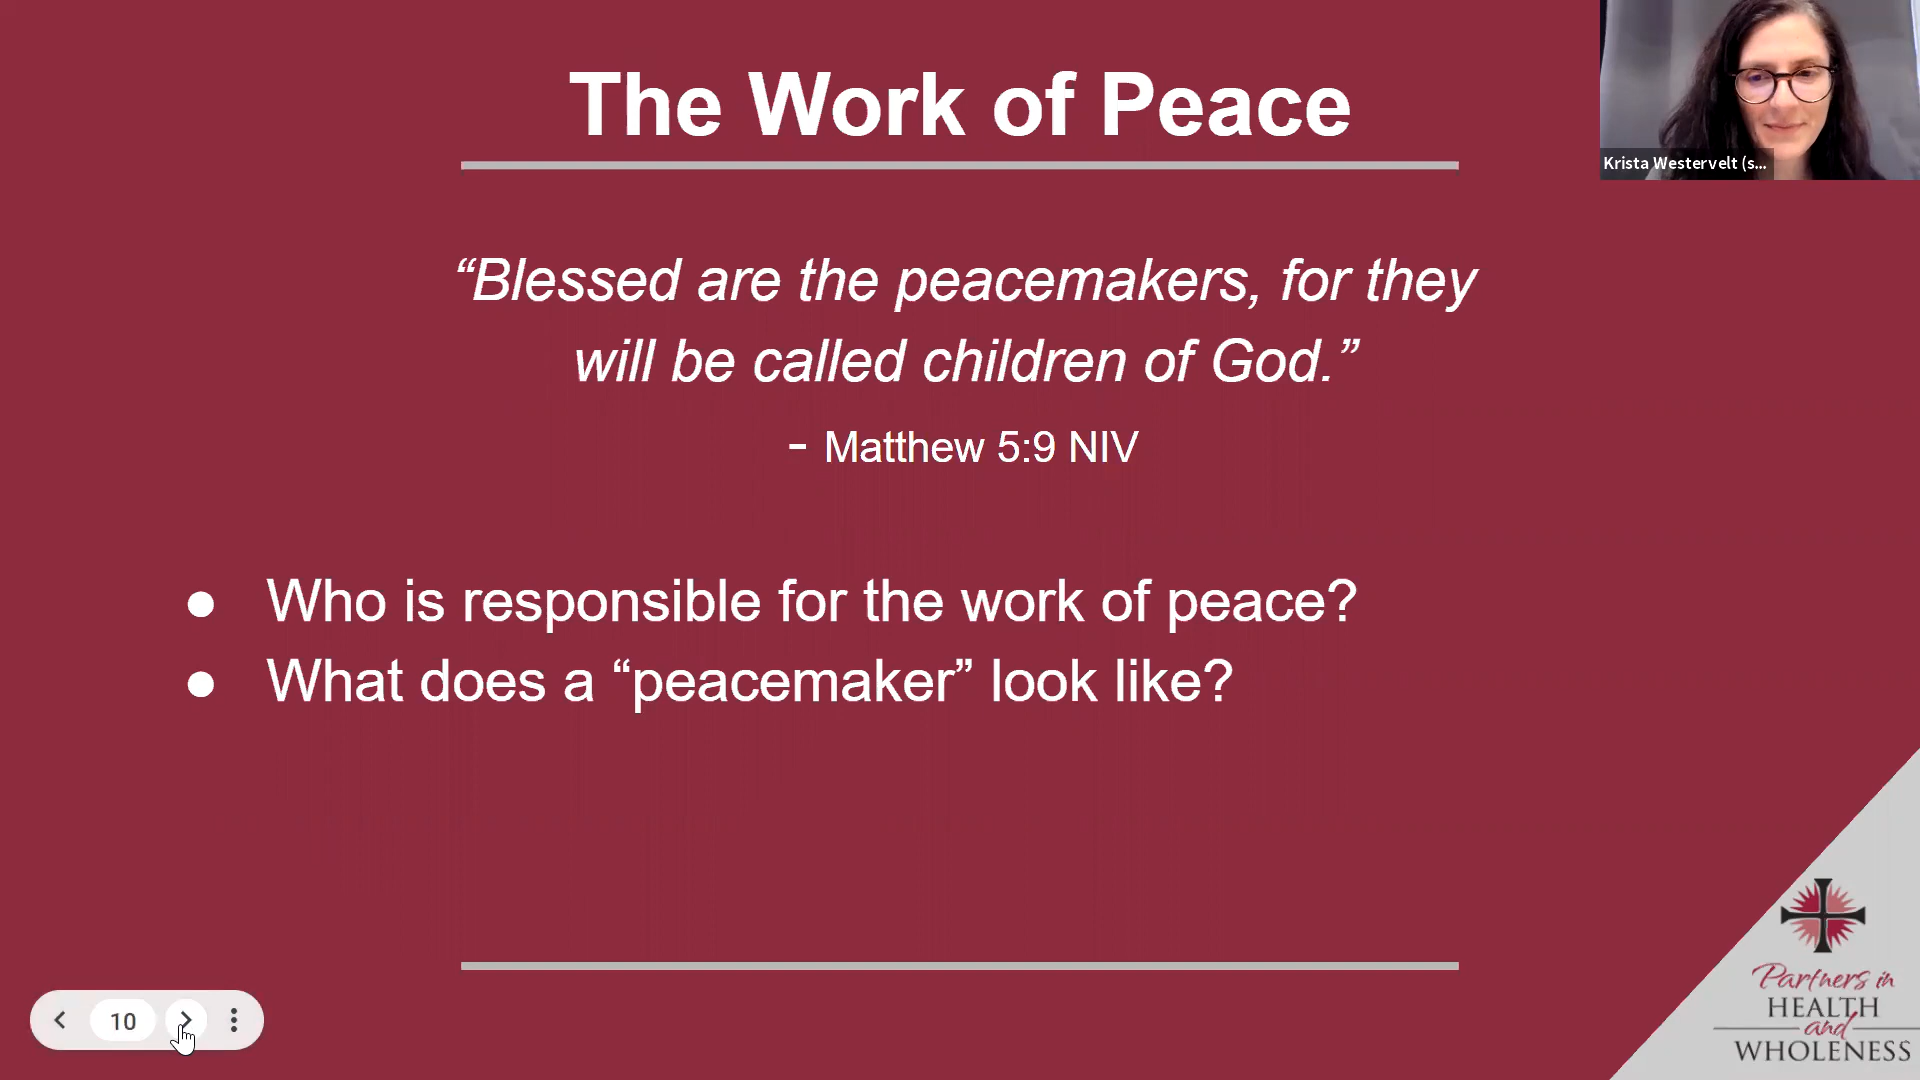 The Work of Peace
Krista Westervelt (s...
“Blessed are the peacemakers, for they
will be called children of God.”
- Matthew 5:9 NIV
● Who is responsible for the work of peace?
● What does a “peacemaker” look like?
10
Partners in
HEALTH
and
WHOLENESS